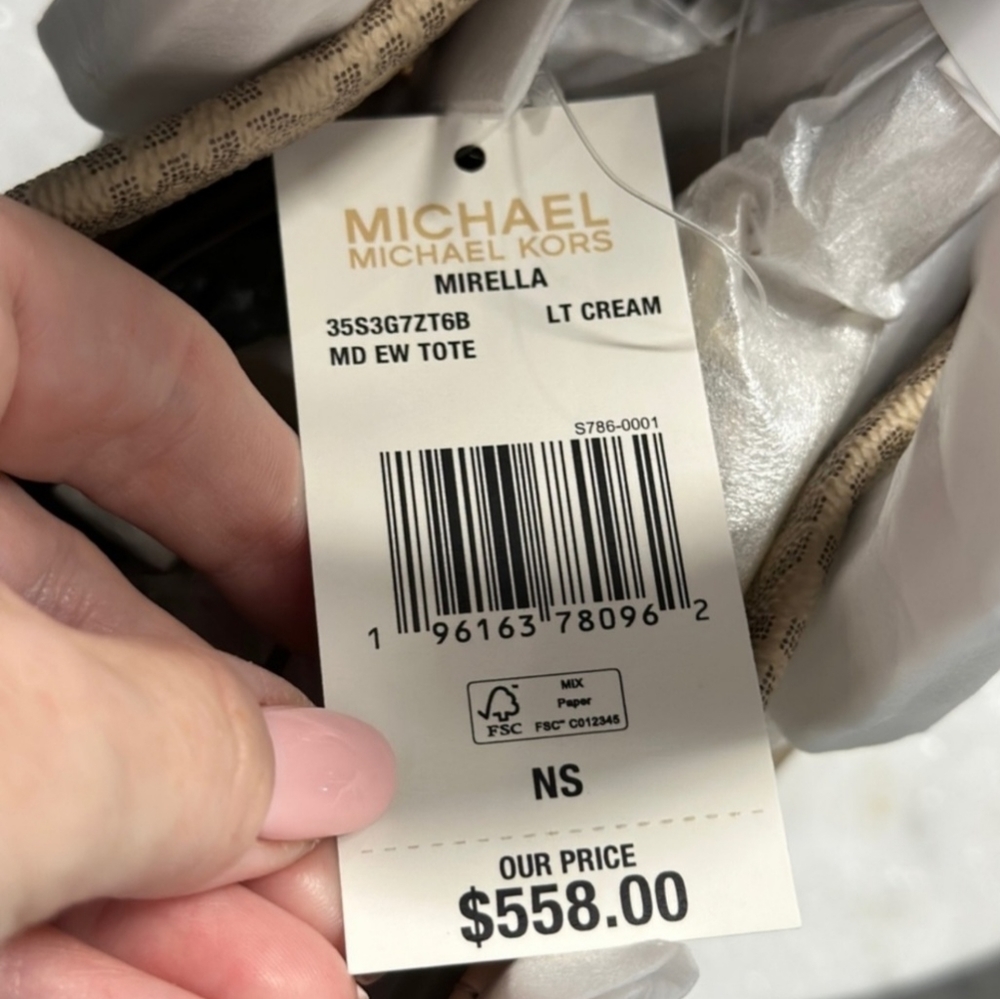 MICHAEL
MICHAEL KORS
MIRELLA
35S3G7ZT6B LT CREAM
MD EW TOTE
S786-0001
1 96163 78096 2
FSC
MIX
Paper
FSC™ C012345
NS
OUR PRICE
$558.00